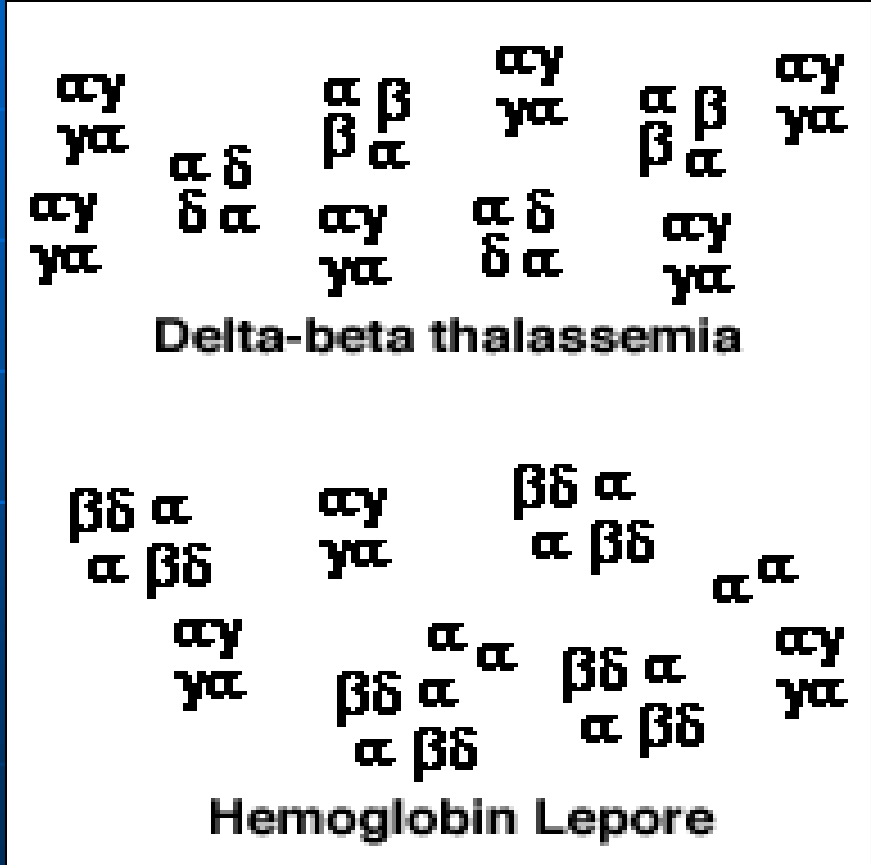 αγ α β αγ α β αγ
γα β α γα β α γα
αγ α δ αγ α δ αγ
γα δ α γα δ α γα
Delta-beta thalassemia
βδ α αγ βδ α
α βδ γα α βδ α α
αγ α α βδ α αγ
γα βδ α α βδ γα
α βδ
Hemoglobin Lepore